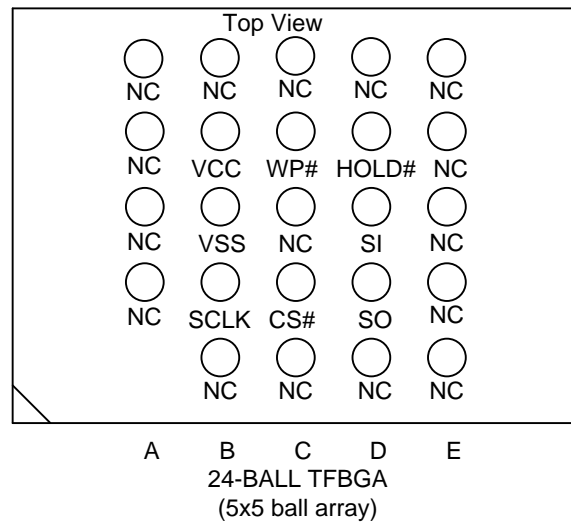 Top View
NC NC NC NC NC
NC VCC WP# HOLD# NC
NC VSS NC SI NC
NC SCLK CS# SO NC
NC NC NC NC
A B C D E
24-BALL TFBGA
(5x5 ball array)